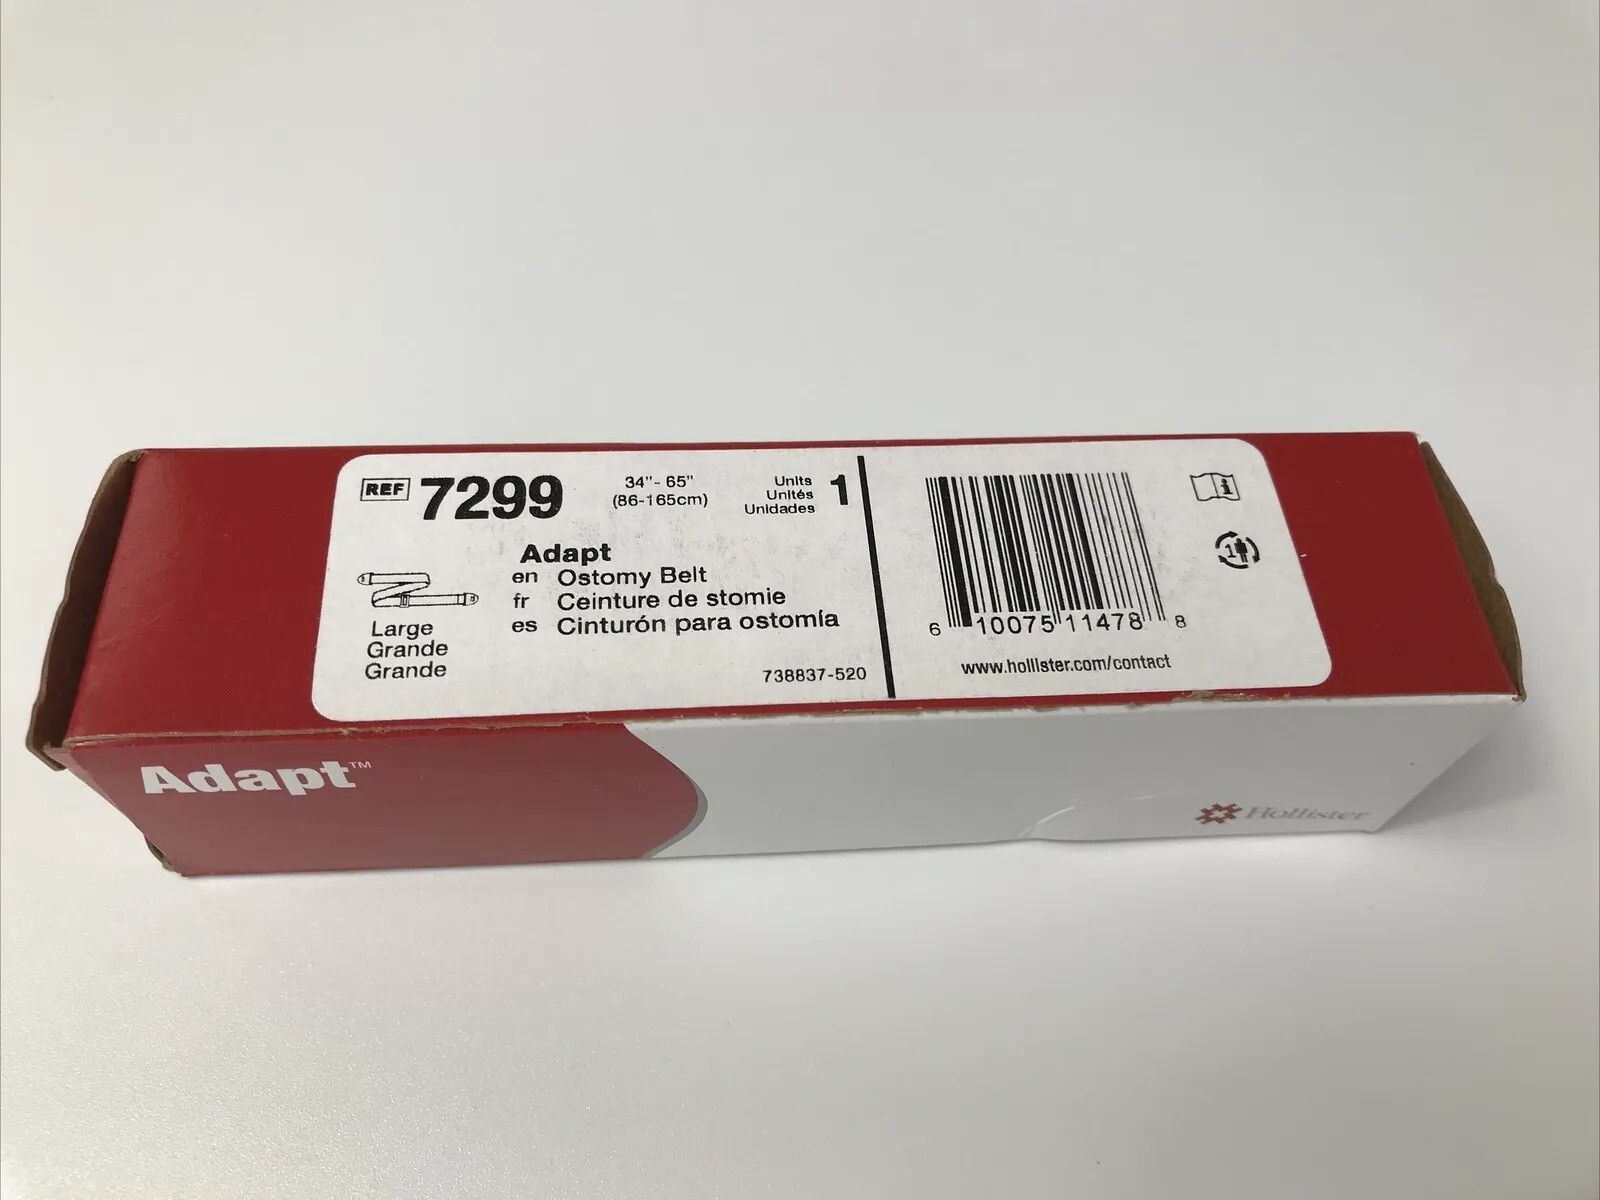 REF 7299
34"- 65"
(86-165cm)
Units
Unités
Unidades
1
Adapt
en Ostomy Belt
fr Ceinture de stomie
es Cinturón para ostomía
Large
Grande
Grande
738837-520
6 10075 11478 8
www.hollister.com/contact
i
1
Adapt™
Hollister